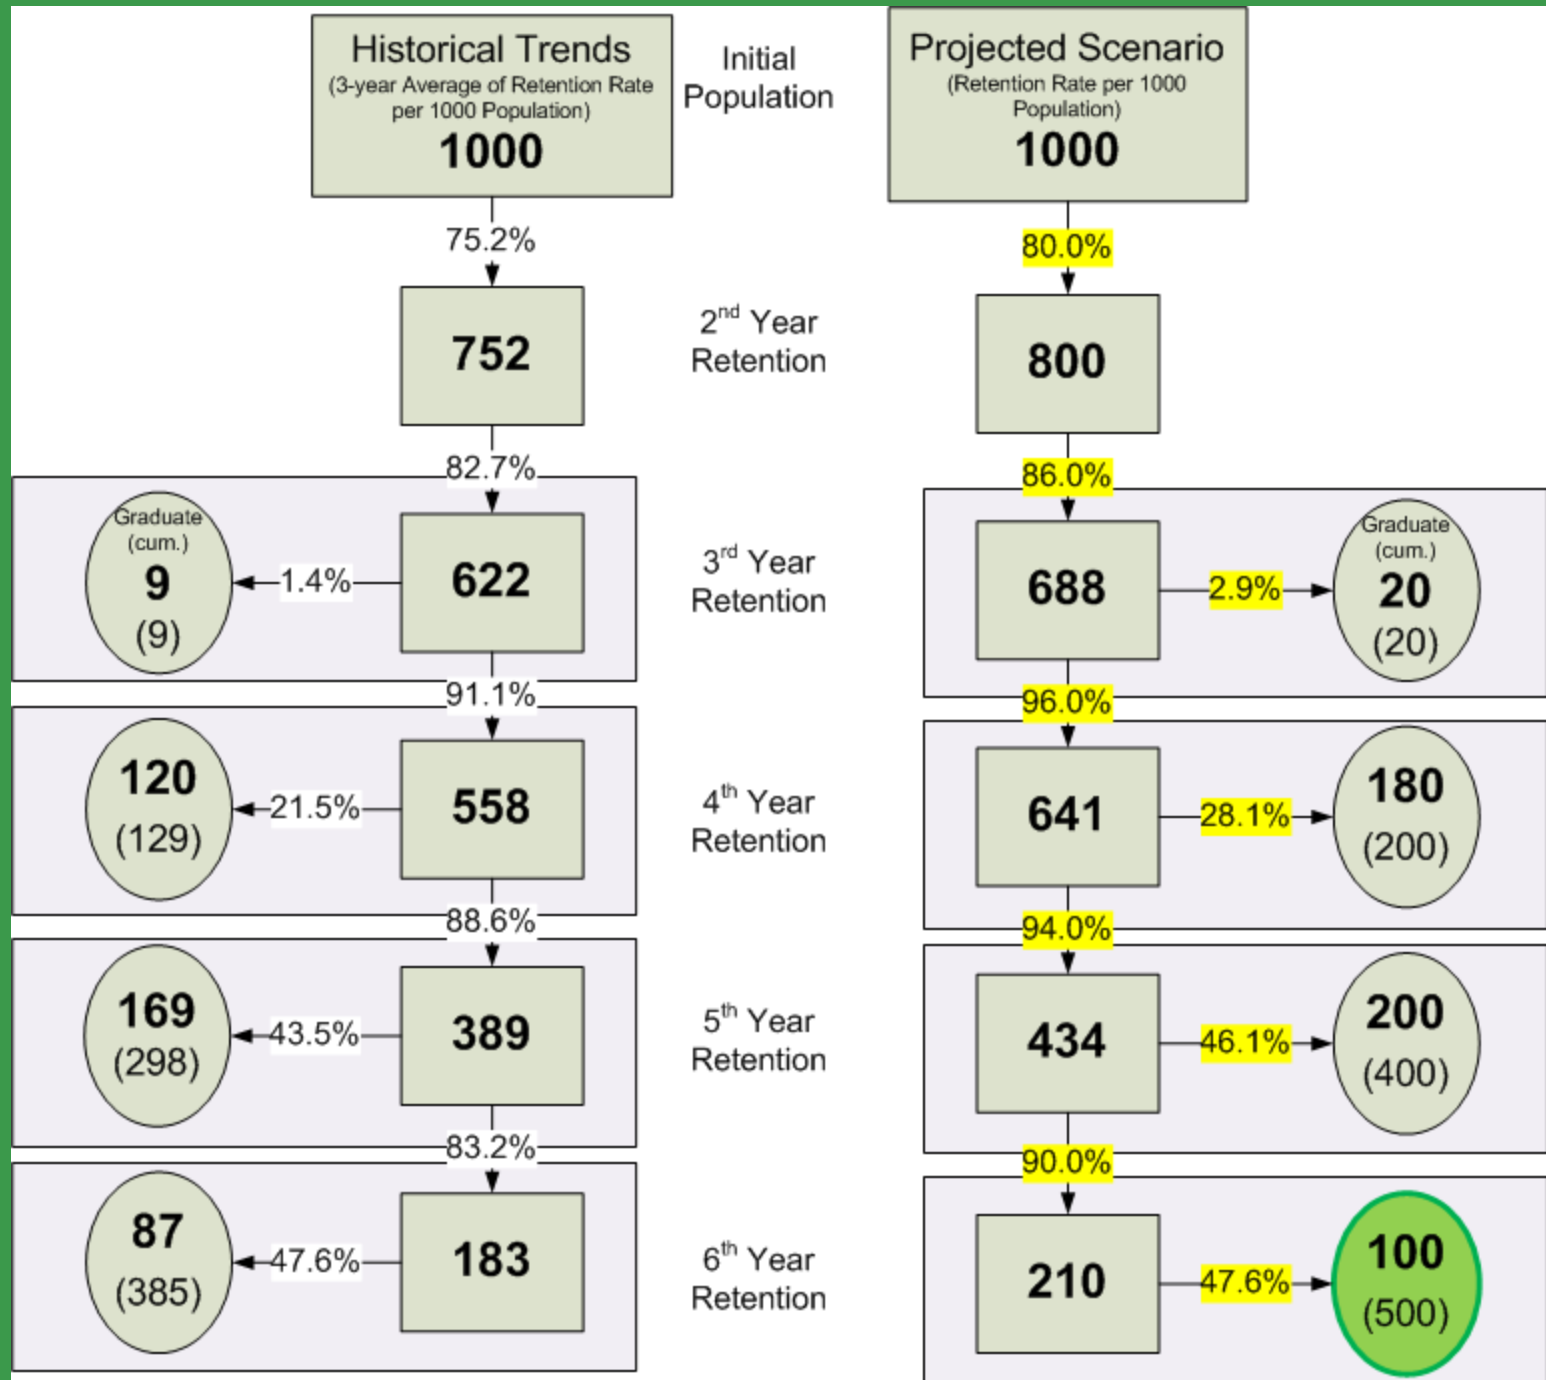 Historical Trends
(3-year Average of Retention Rate
per 1000 Population)
1000
Initial
Population
Projected Scenario
(Retention Rate per 1000
Population)
1000
75.2%
80.0%
752
2nd Year
Retention
800
82.7%
86.0%
Graduate
(cum.)
9
(9)
1.4%
622
3rd Year
Retention
688
2.9%
Graduate
(cum.)
20
(20)
91.1%
96.0%
120
(129)
21.5%
558
4th Year
Retention
641
28.1%
180
(200)
88.6%
94.0%
169
(298)
43.5%
389
5th Year
Retention
434
46.1%
200
(400)
83.2%
90.0%
87
(385)
47.6%
183
6th Year
Retention
210
47.6%
100
(500)